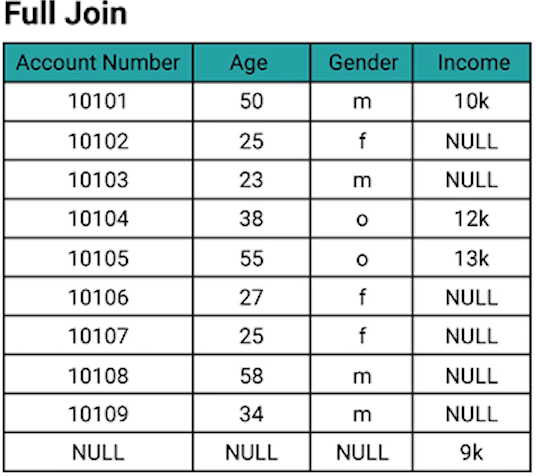 Full Join
Account Number Age Gender Income
10101 50 m 10k
10102 25 f NULL
10103 23 m NULL
10104 38 o 12k
10105 55 o 13k
10106 27 f NULL
10107 25 f NULL
10108 58 m NULL
10109 34 m NULL
NULL NULL NULL 9k